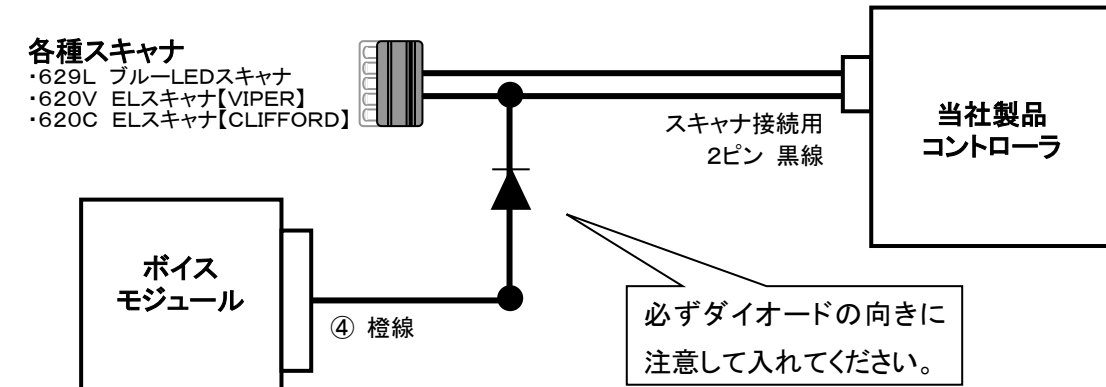 各種スキャナ
・629L ブルーLEDスキャナ
・620V ELスキャナ【VIPER】
・620C ELスキャナ【CLIFFORD】
スキャナ接続用
2ピン 黒線
当社製品
コントローラ
ボイス
モジュール
④ 橙線
必ずダイオードの向きに
注意して入れてください。